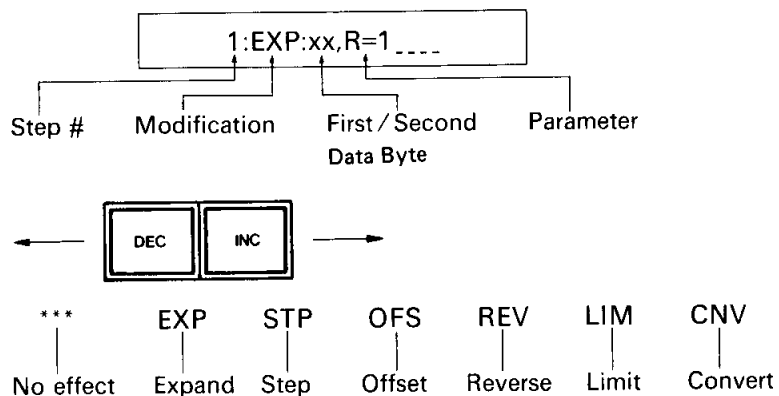 1:EXP:xx,R=1____
Step # Modification First/Second Parameter
Data Byte
DEC INC
*** EXP STP OFS REV LIM CNV
No effect Expand Step Offset Reverse Limit Convert